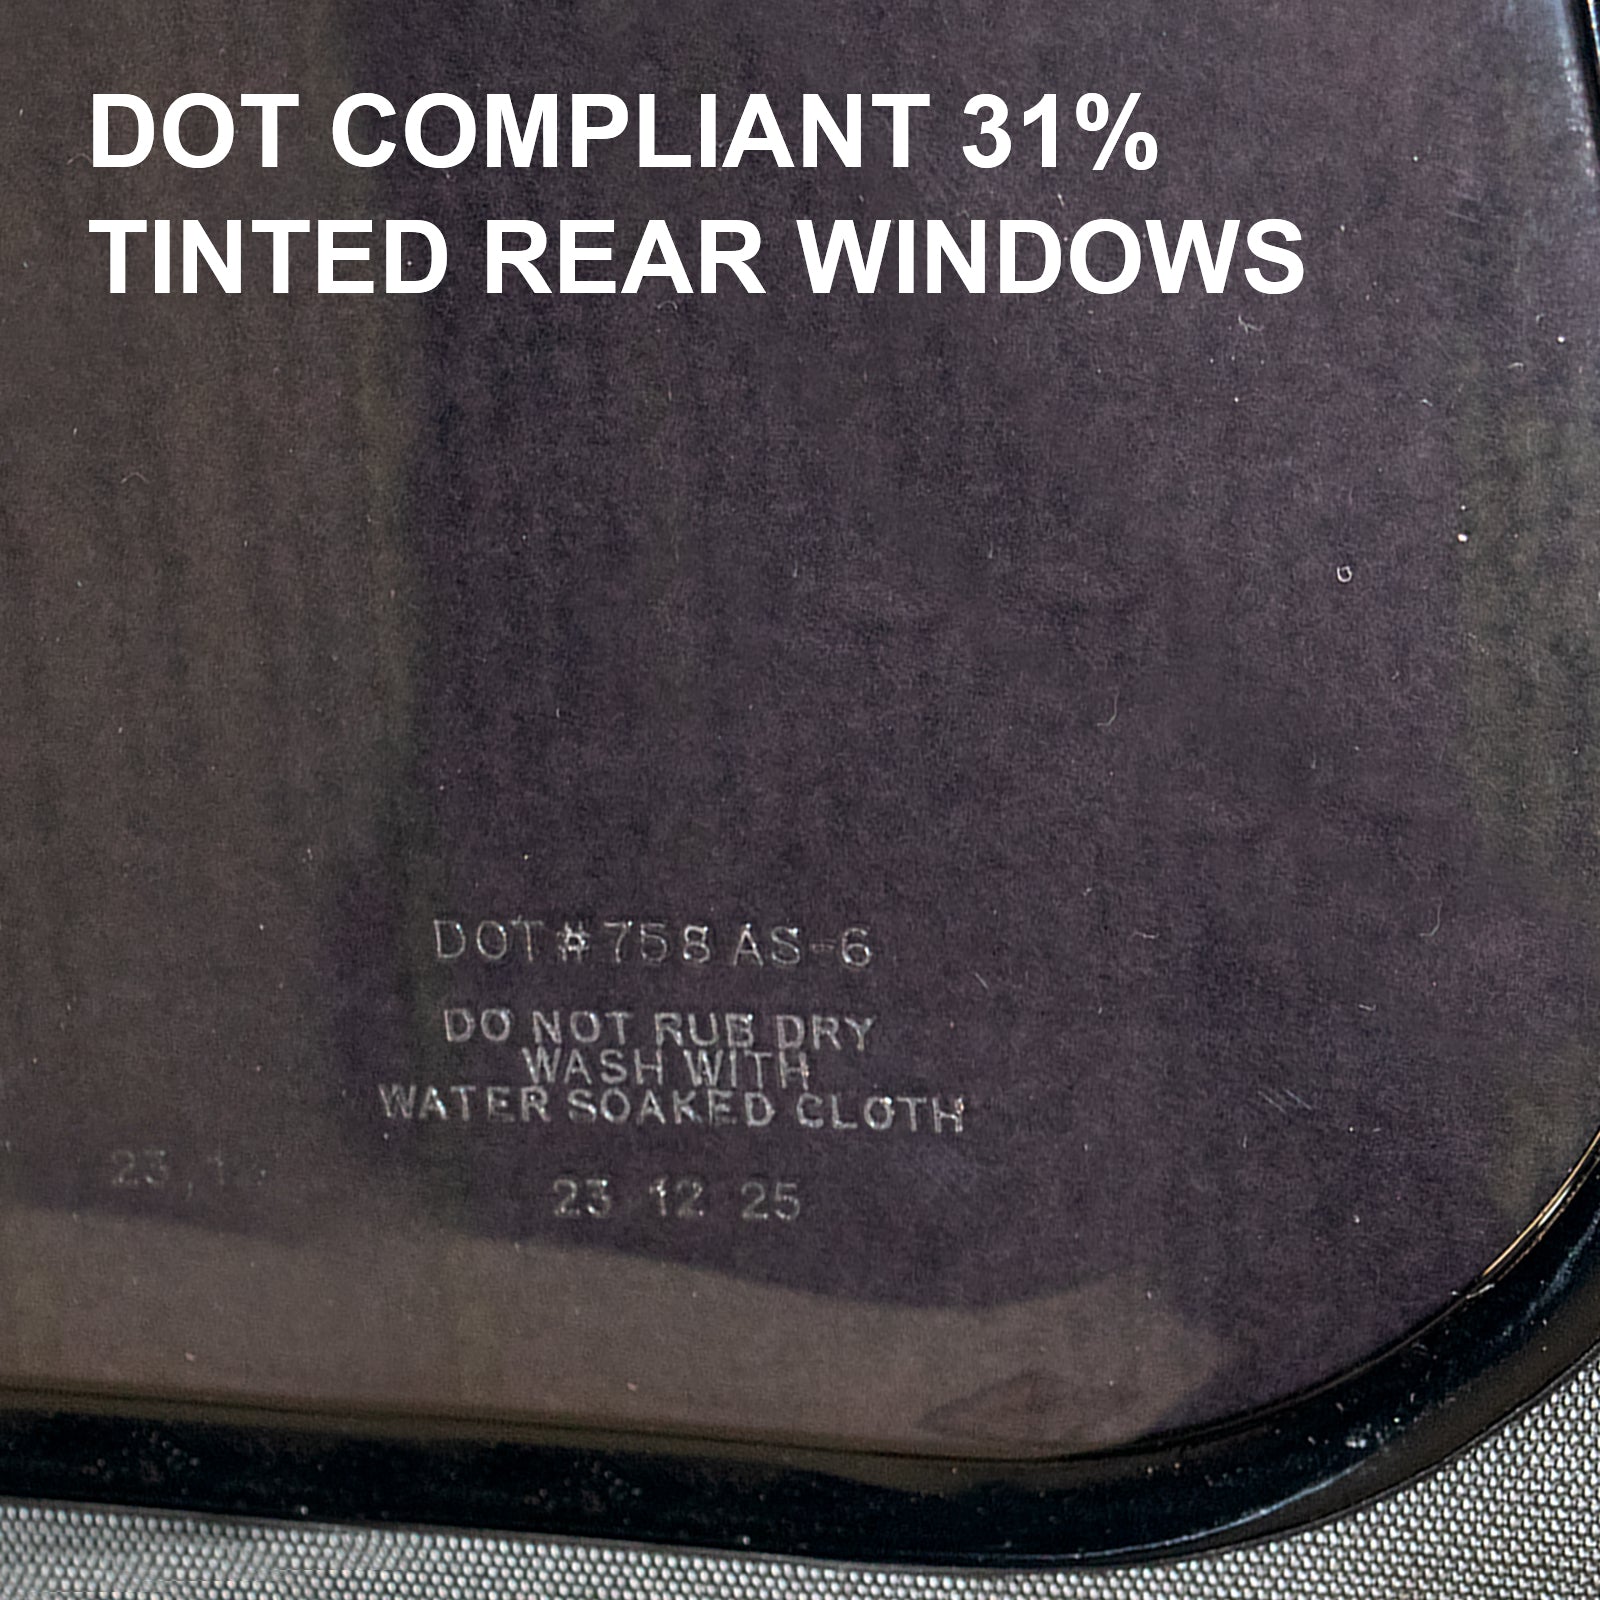 DOT COMPLIANT 31%
TINTED REAR WINDOWS
DOT#758 AS-6
DO NOT RUB DRY
WASH WITH
WATER SOAKED CLOTH
23 12 25